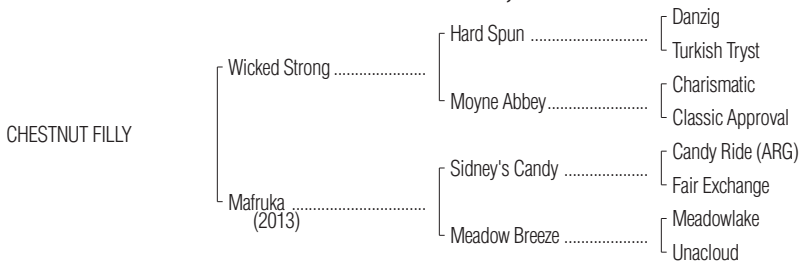 Danzig
Hard Spun ............................
Turkish Tryst
Wicked Strong ......................
Charismatic
Moyne Abbey........................
Classic Approval
CHESTNUT FILLY
Candy Ride (ARG)
Sidney's Candy ....................
Fair Exchange
Mafruka ................................
(2013)
Meadowlake
Meadow Breeze ....................
Unacloud